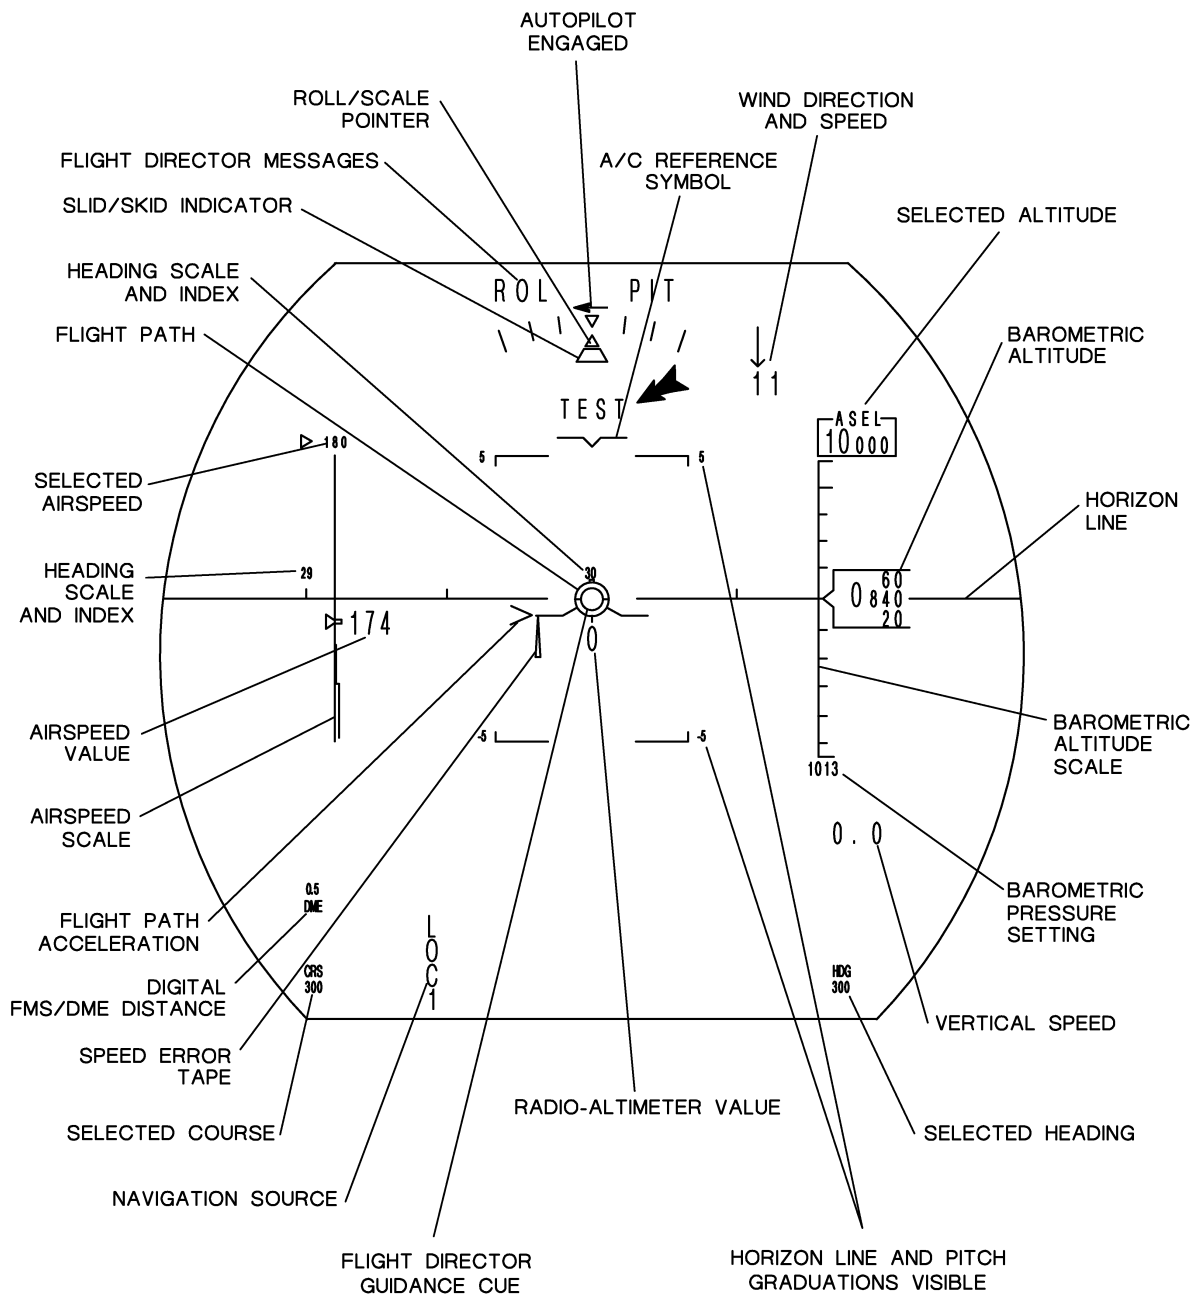 AUTOPILOT
ENGAGED
ROLL/SCALE
POINTER
WIND DIRECTION
AND SPEED
FLIGHT DIRECTOR MESSAGES
A/C REFERENCE
SYMBOL
SLID/SKID INDICATOR
SELECTED ALTITUDE
HEADING SCALE
AND INDEX
ROL PIT
FLIGHT PATH
BAROMETRIC
ALTITUDE
11
TEST
ASEL
10000
180
5 5
SELECTED
AIRSPEED
HORIZON
LINE
HEADING
SCALE
AND INDEX
29
30
60
0840
20
174
0
AIRSPEED
VALUE
-5 -5
BAROMETRIC
ALTITUDE
SCALE
1013
AIRSPEED
SCALE
0.0
0.5
DME
BAROMETRIC
PRESSURE
SETTING
FLIGHT PATH
ACCELERATION
LOC1
CRS
300
HDG
300
DIGITAL
FMS/DME DISTANCE
VERTICAL SPEED
SPEED ERROR
TAPE
RADIO-ALTIMETER VALUE
SELECTED COURSE
SELECTED HEADING
NAVIGATION SOURCE
FLIGHT DIRECTOR
GUIDANCE CUE
HORIZON LINE AND PITCH
GRADUATIONS VISIBLE